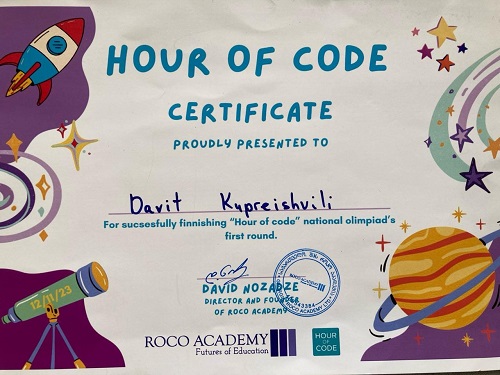 HOUR OF CODE
CERTIFICATE
PROUDLY PRESENTED TO
Davit Kupreishvili
For sucsesfully finnishing “Hour of code” national olimpiad’s
first round.
DAVID NOZADZE
DIRECTOR AND FOUNDER
OF ROCO ACADEMY
12/11/23
ROCO ACADEMY
Futures of Education
HOUR
OF
CODE